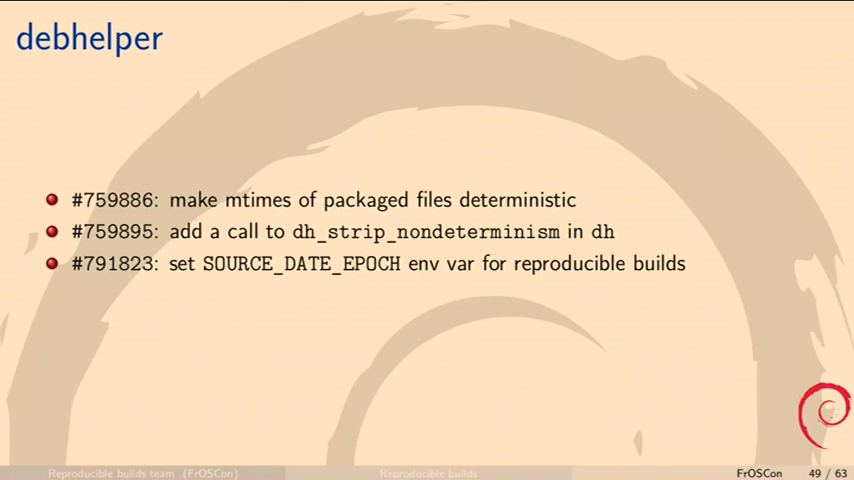 debhelper
#759886: make mtimes of packaged files deterministic
#759895: add a call to dh_strip_nondeterminism in dh
#791823: set SOURCE_DATE_EPOCH env var for reproducible builds
Reproducible builds team (FrOSCon)
Reproducible builds
FrOSCon
49 / 63